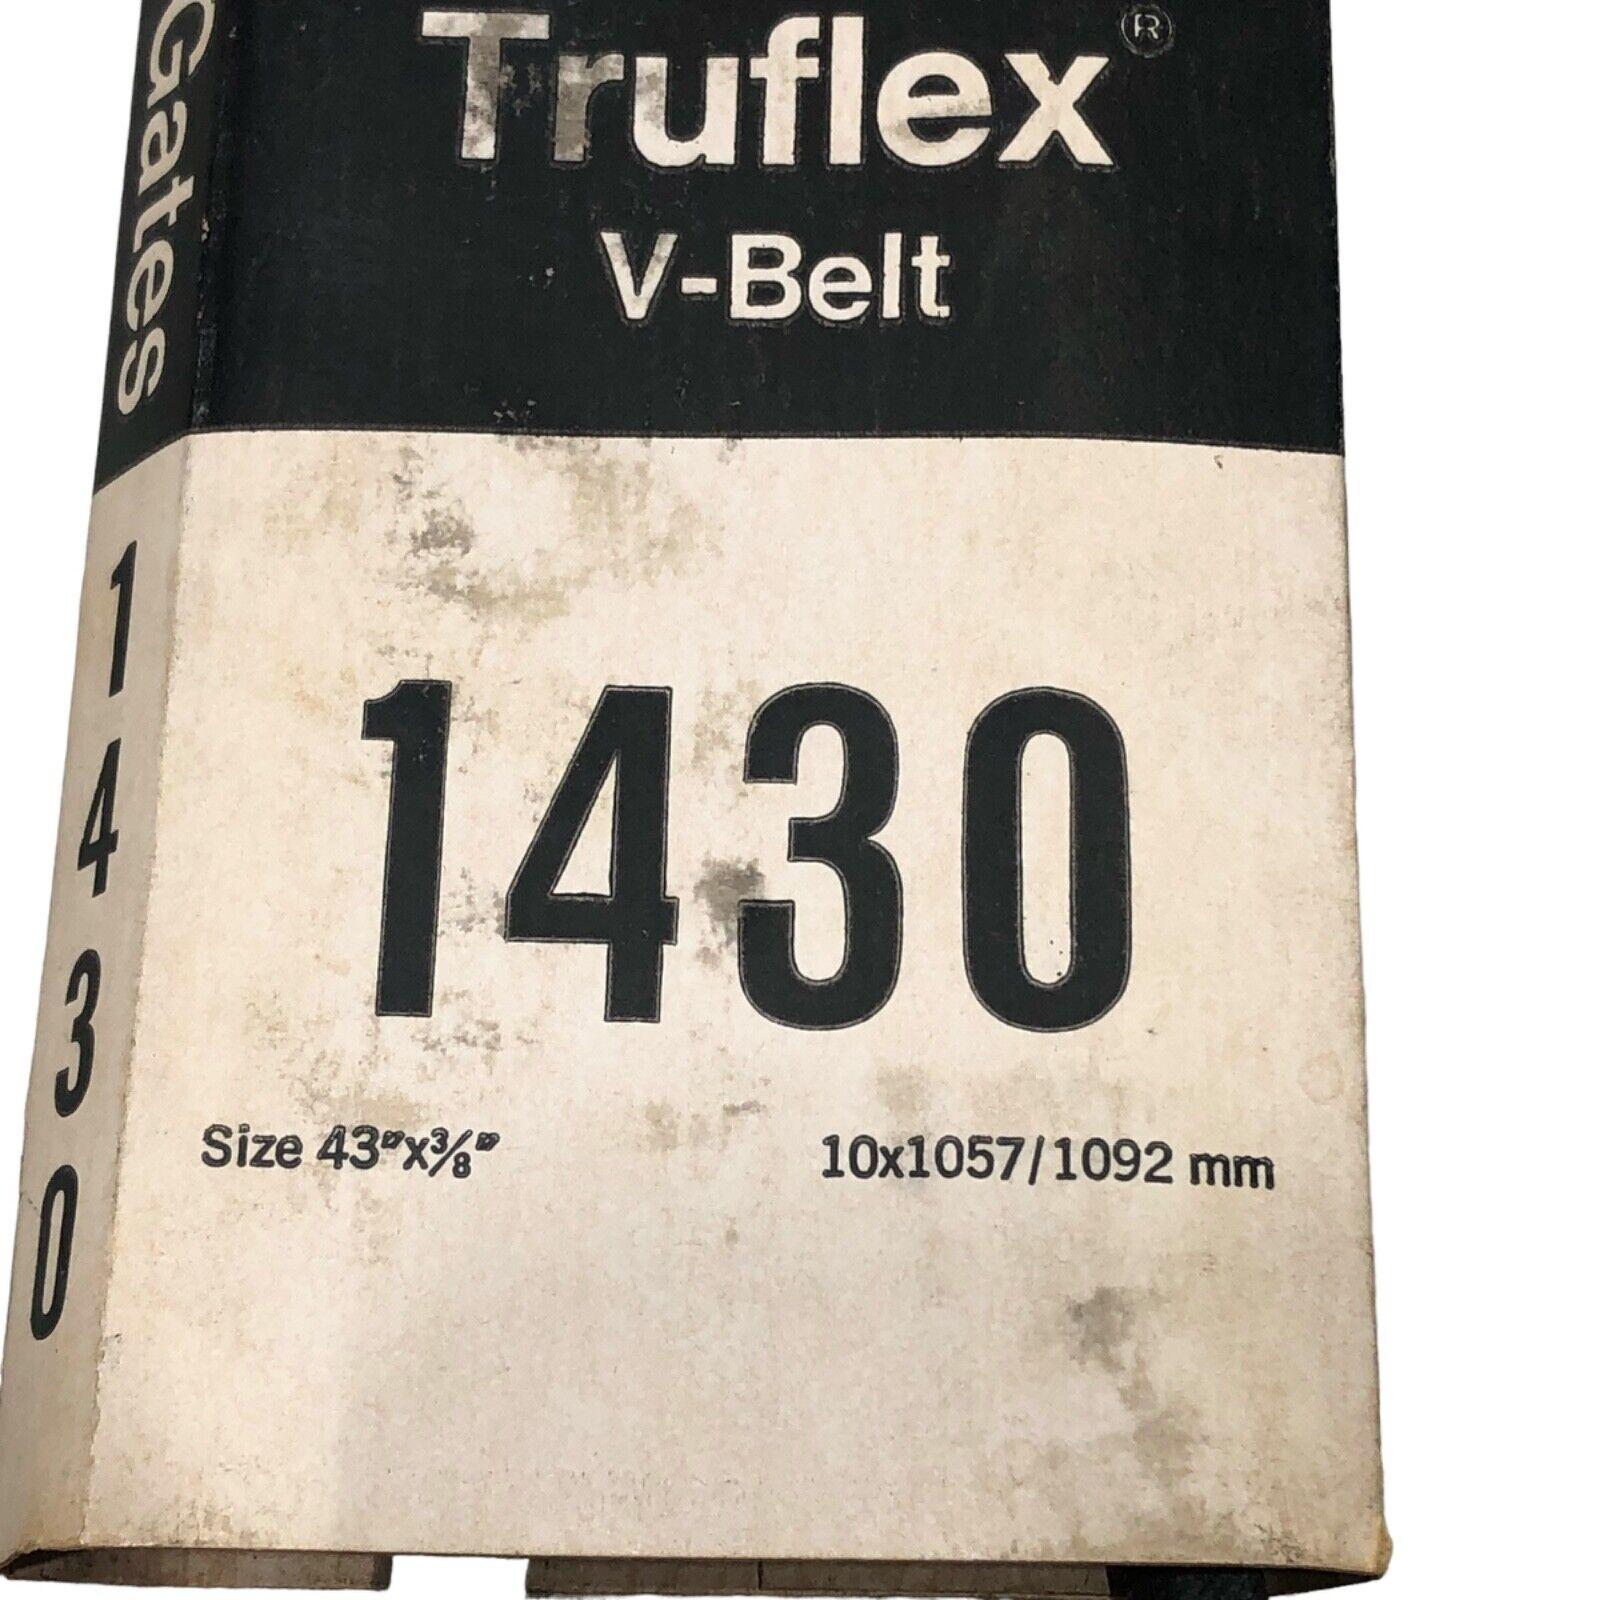 Truflex®
V-Belt
1430
Size 43"x3/8"
10x1057/1092 mm
Gates
1430